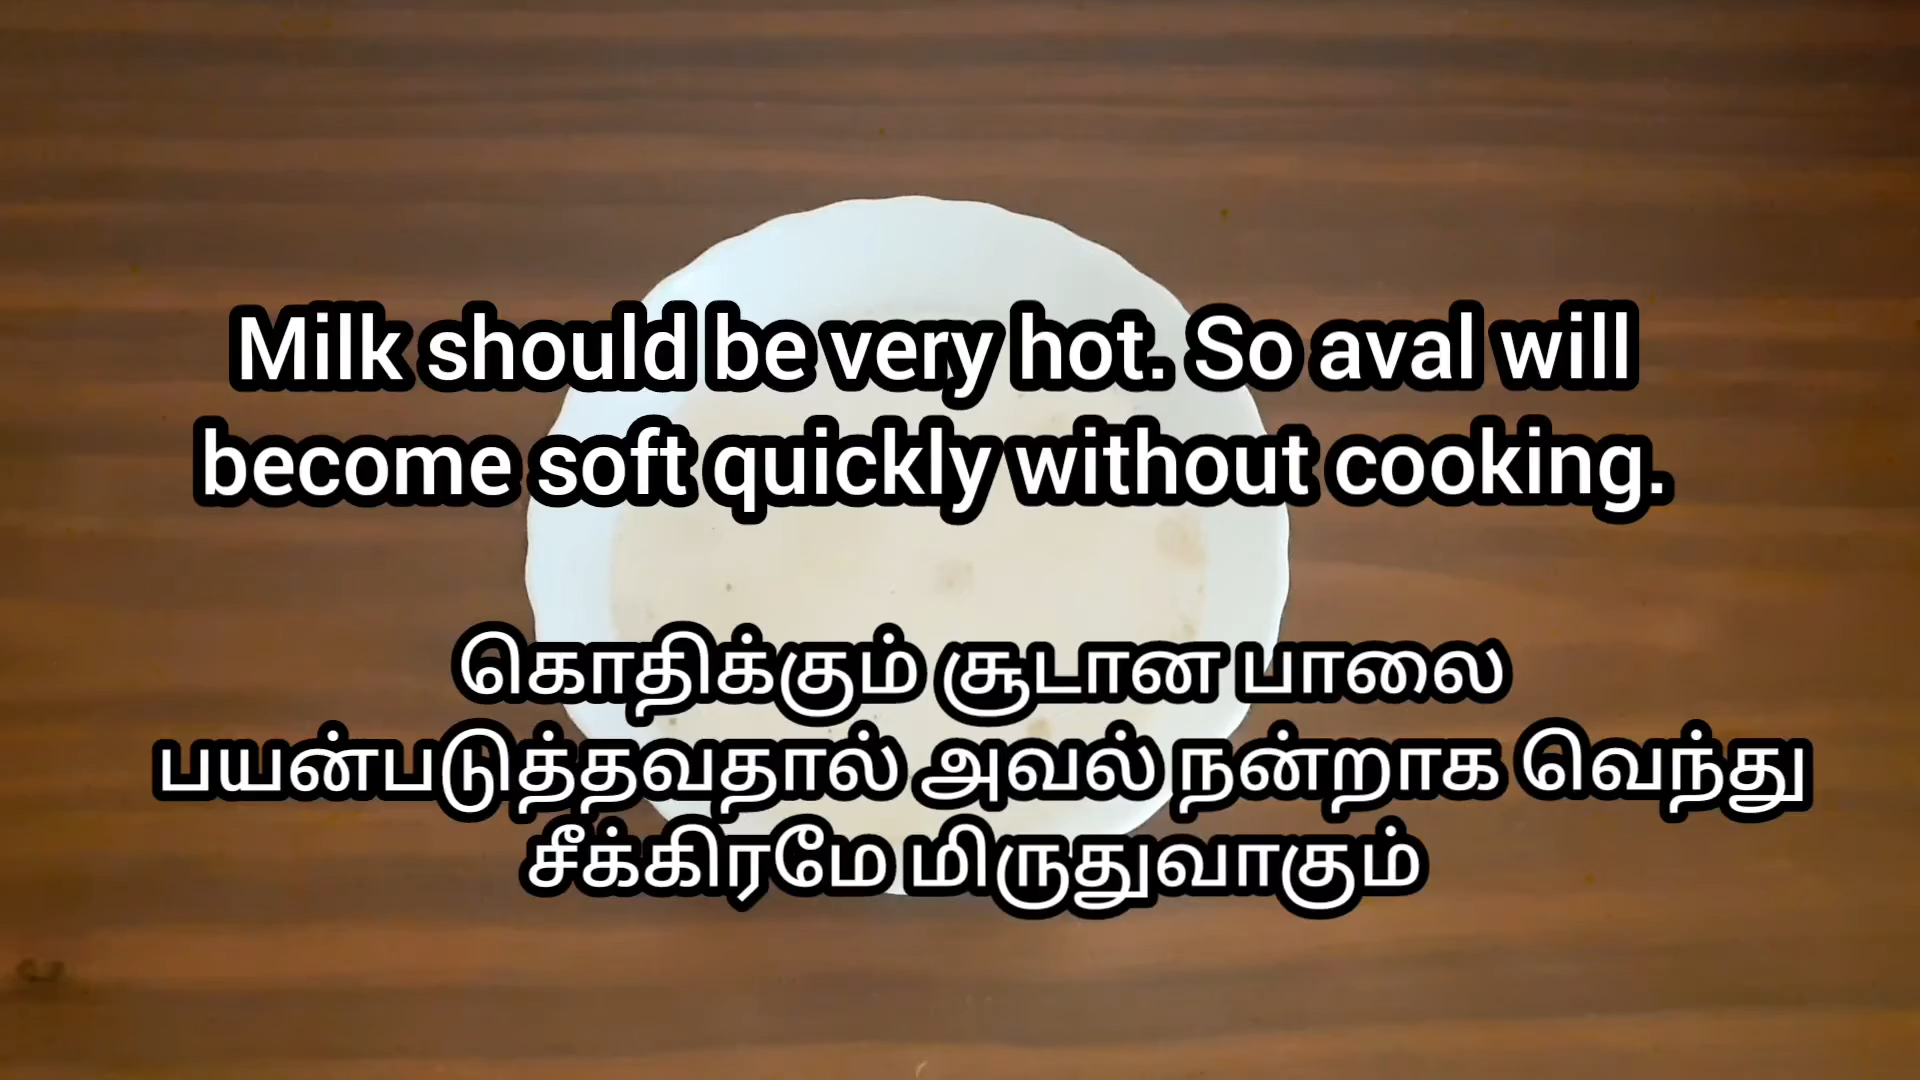 Milk should be very hot. So aval will
become soft quickly without cooking.
கொதிக்கும் சூடான பாலை
பயன்படுத்தவதால் அவல் நன்றாக வெந்து
சீக்கிரமே மிருதுவாகும்